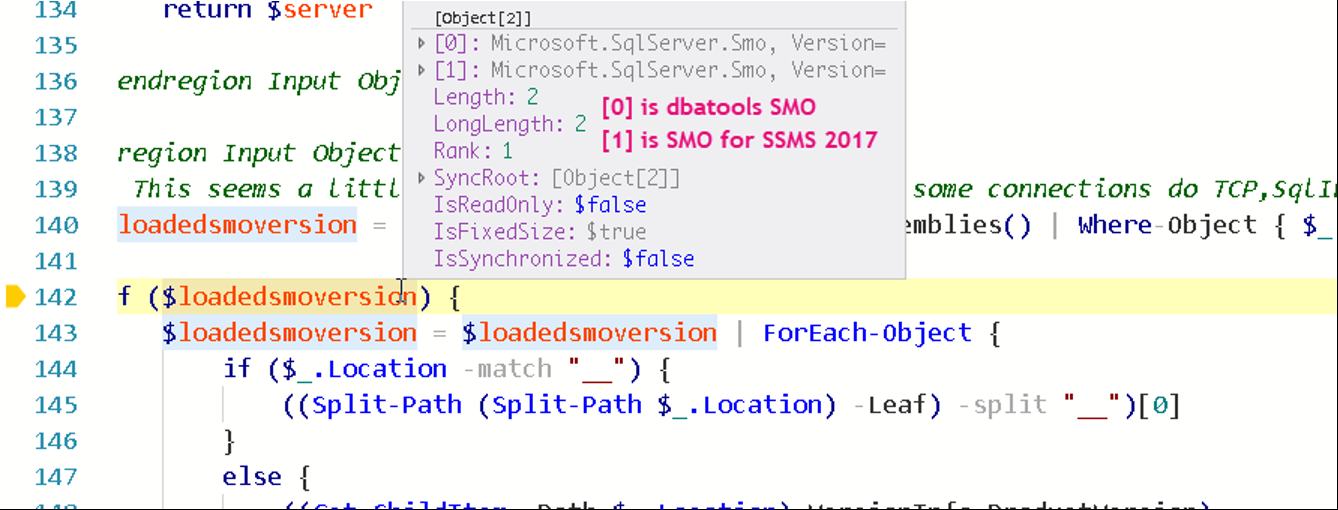 134 return $server
135
136 endregion Input Obj
137
138 region Input Object
139 This seems a littl some connections do TCP,
140 loadedsmoversion = emblies() | Where-Object { $_
141
142 f ($loadedsmoversion) {
143 $loadedsmoversion = $loadedsmoversion | ForEach-Object {
144 if ($_.Location -match "__") {
145 ((Split-Path (Split-Path $_.Location) -Leaf) -split "__")[0]
146 }
147 else {
[Object[2]]
[0]: Microsoft.SqlServer.Smo, Version=
[1]: Microsoft.SqlServer.Smo, Version=
Length: 2
LongLength: 2
Rank: 1
SyncRoot: [Object[2]]
IsReadOnly: $false
IsFixedSize: $true
IsSynchronized: $false
[0] is dbatools SMO
[1] is SMO for SSMS 2017